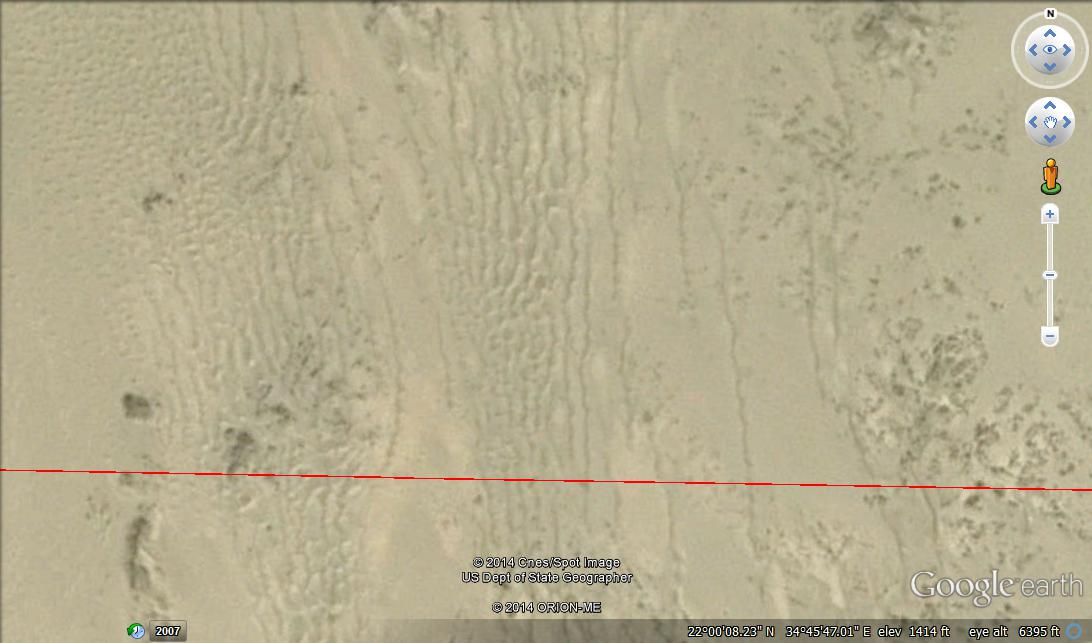 N
© 2014 Cnes/Spot Image
US Dept of State Geographer
© 2014 ORION-ME
Google earth
2007
22°00'08.23" N 34°45'47.01" E elev 1414 ft eye alt 6395 ft